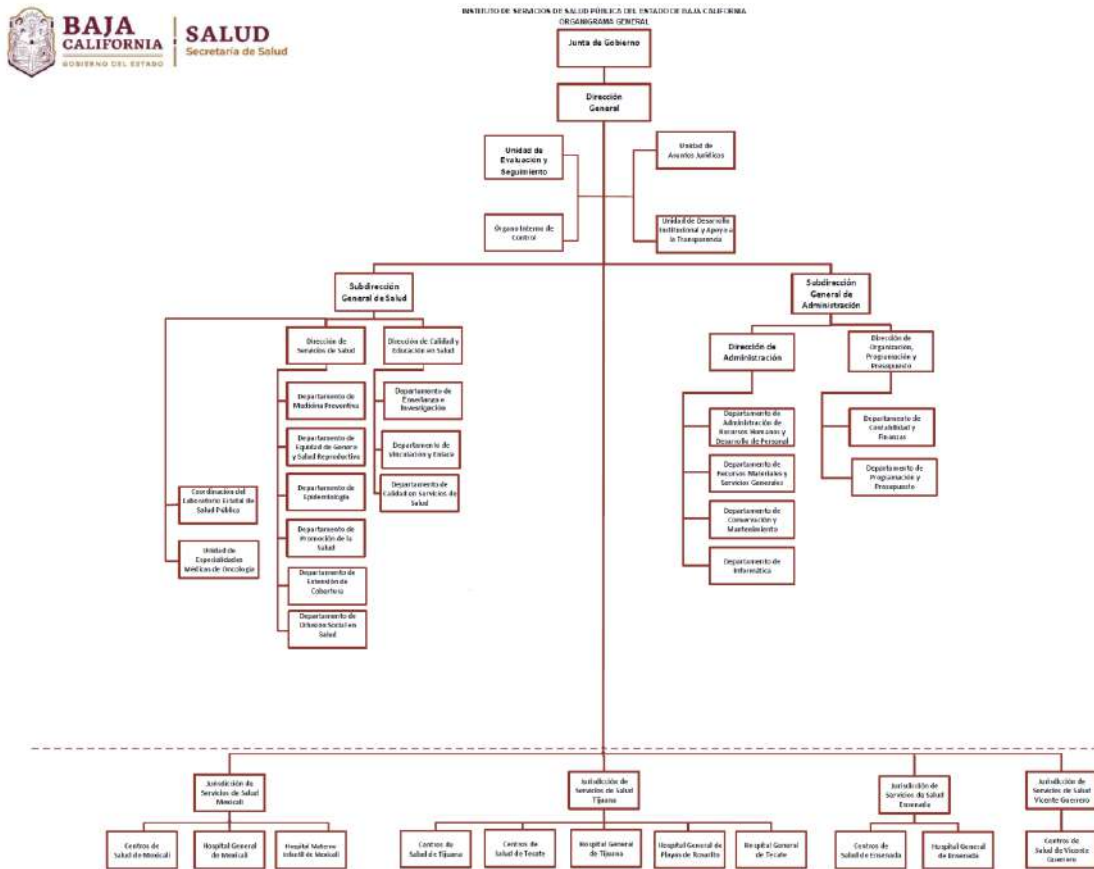 INSTITUTO DE SERVICIOS DE SALUD PÚBLICA DEL ESTADO DE BAJA CALIFORNIA
ORGANIGRAMA GENERAL
BAJA
CALIFORNIA
GOBIERNO DEL ESTADO
SALUD
Secretaría de Salud
Junta de Gobierno
Dirección
General
Unidad de
Evaluación y
Seguimiento
Unidad de
Asuntos Jurídicos
Órgano Interno de
Control
Unidad de Desarrollo
Institucional y Apoyo a
la Transparencia
Subdirección
General de Salud
Subdirección
General de
Administración
Dirección de
Servicios de Salud
Dirección de Calidad y
Educación en Salud
Dirección de
Administración
Dirección de
Organización,
Programación y
Presupuesto
Departamento de
Medicina Preventiva
Departamento de
Equidad de Genero
y Salud Reproductiva
Departamento de
Epidemiología
Departamento de
Promoción de la
Salud
Departamento de
Extensión de
Cobertura
Departamento de
Difusión Social en
Salud
Departamento de
Enseñanza e
Investigación
Departamento de
Vinculación y Enlace
Departamento de
Calidad en Servicios de
Salud
Coordinación del
Laboratorio Estatal de
Salud Pública
Unidad de
Especialidades
Médicas de Oncología
Departamento de
Administración de
Recursos Humanos y
Desarrollo de Personal
Departamento de
Recursos Materiales y
Servicios Generales
Departamento de
Conservación y
Mantenimiento
Departamento de
Informática
Departamento de
Contabilidad y
Finanzas
Departamento de
Programación y
Presupuesto
Jurisdicción de
Servicios de Salud
Mexicali
Jurisdicción de
Servicios de Salud
Tijuana
Jurisdicción de
Servicios de Salud
Ensenada
Jurisdicción de
Servicios de Salud
Vicente Guerrero
Centros de
Salud de Mexicali
Hospital General
de Mexicali
Hospital Materno
Infantil de Mexicali
Centros de
Salud de Tijuana
Centros de
Salud de Tecate
Hospital General
de Tijuana
Hospital General de
Playas de Rosarito
Hospital General
de Tecate
Centros de
Salud de Ensenada
Hospital General
de Ensenada
Centros de
Salud de Vicente
Guerrero